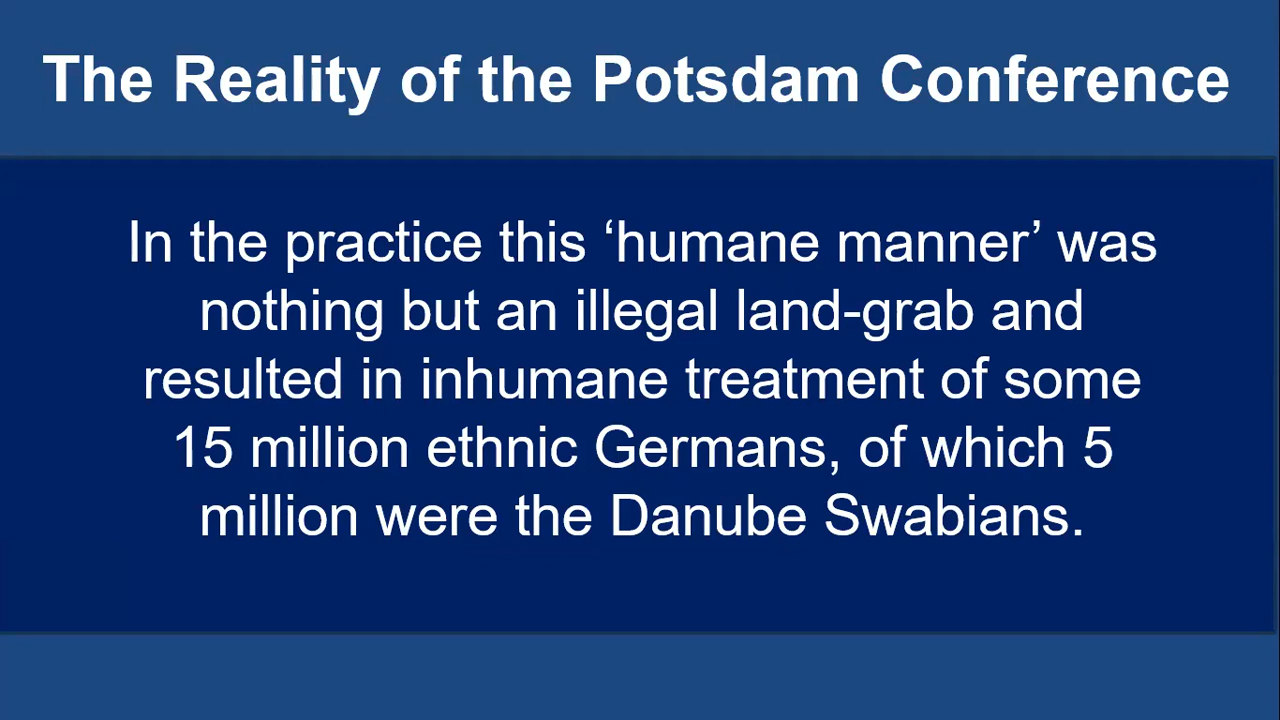 The Reality of the Potsdam Conference
In the practice this ‘humane manner’ was
nothing but an illegal land-grab and
resulted in inhumane treatment of some
15 million ethnic Germans, of which 5
million were the Danube Swabians.